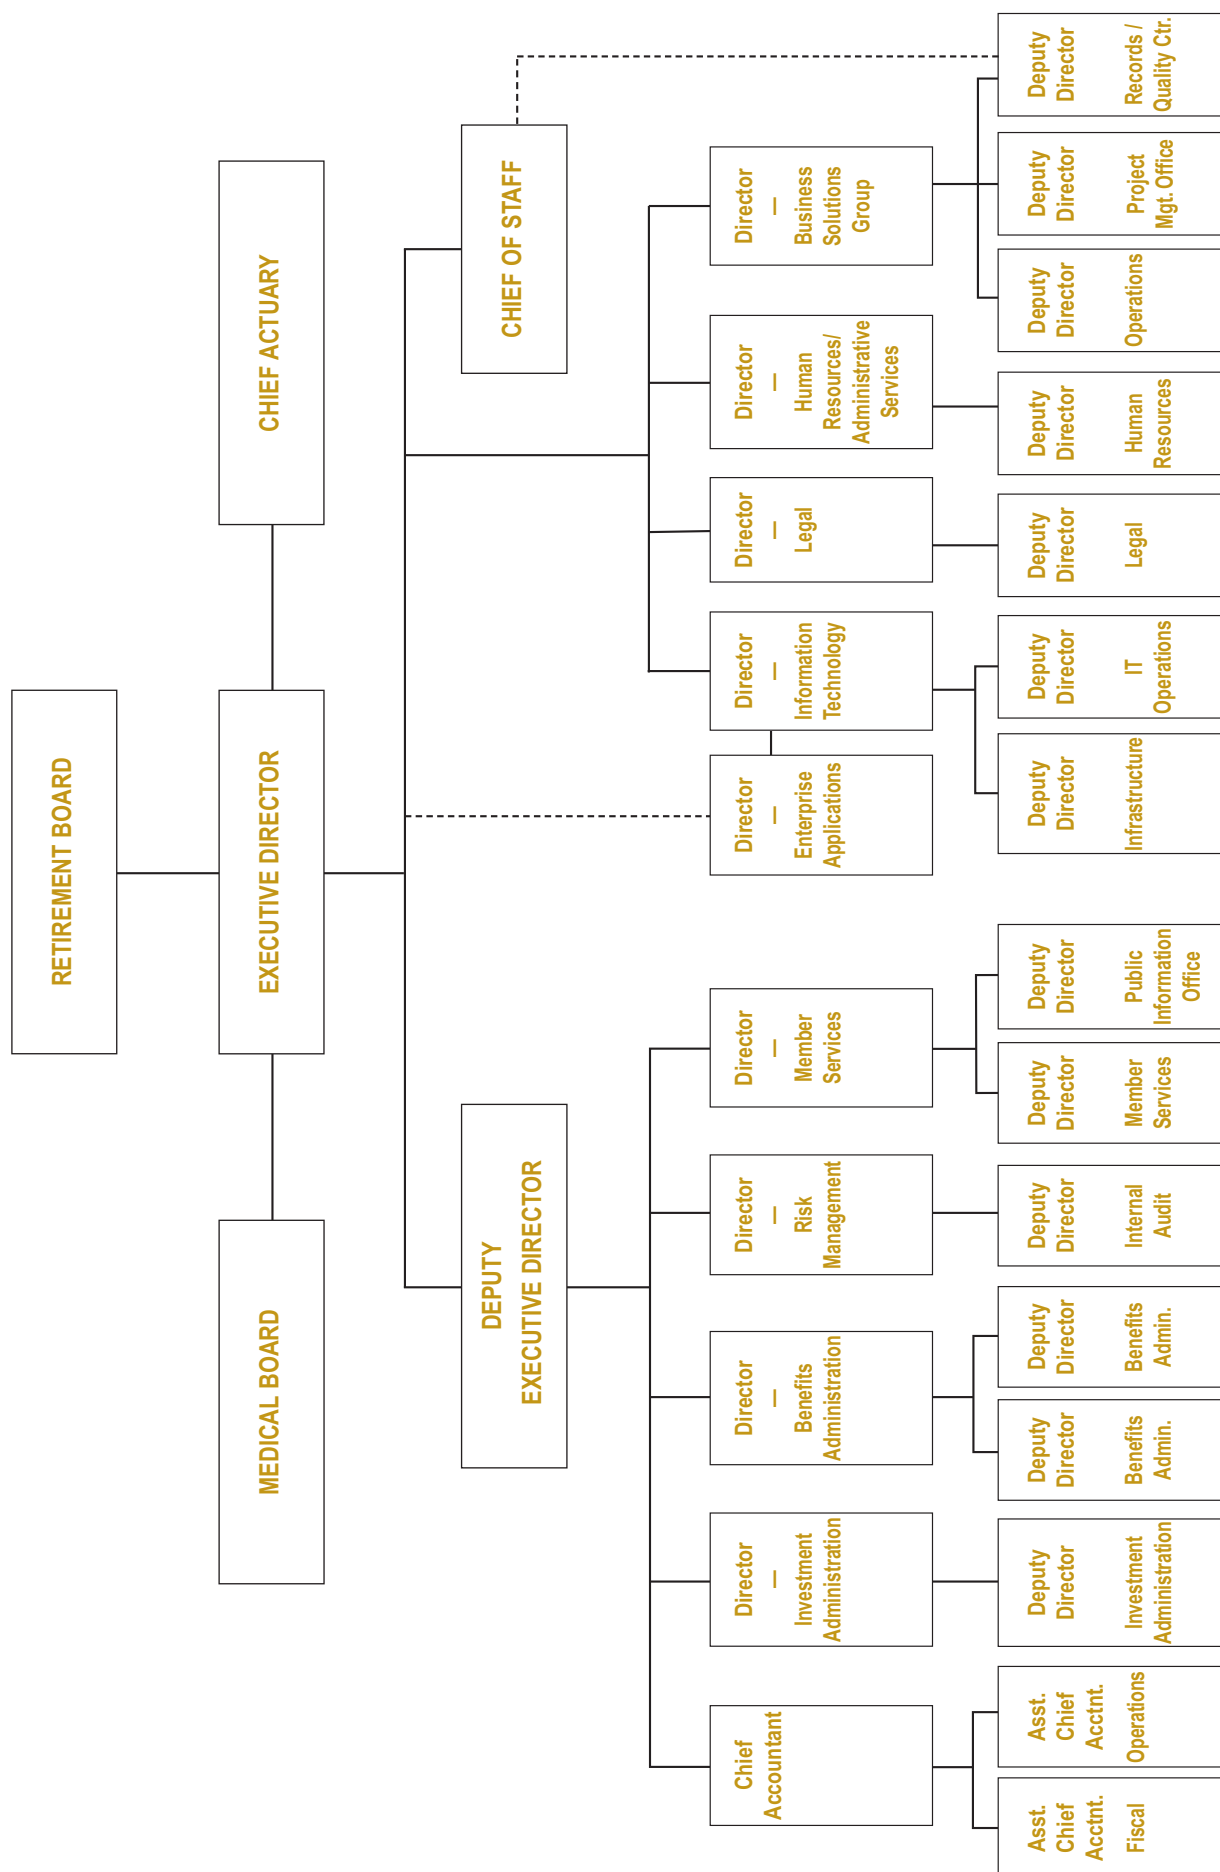 RETIREMENT BOARD
MEDICAL BOARD
EXECUTIVE DIRECTOR
CHIEF ACTUARY
DEPUTY
EXECUTIVE DIRECTOR
CHIEF OF STAFF
Chief
Accountant
Director
—
Investment
Administration
Director
—
Benefits
Administration
Director
—
Risk
Management
Director
—
Member
Services
Director
—
Enterprise
Applications
Director
—
Information
Technology
Director
—
Legal
Director
—
Human
Resources/
Administrative
Services
Director
—
Business
Solutions
Group
Asst.
Chief
Acctnt.
Fiscal
Asst.
Chief
Acctnt.
Operations
Deputy
Director
Investment
Administration
Deputy
Director
Benefits
Admin.
Deputy
Director
Benefits
Admin.
Deputy
Director
Internal
Audit
Deputy
Director
Member
Services
Deputy
Director
Public
Information
Office
Deputy
Director
Infrastructure
Deputy
Director
IT
Operations
Deputy
Director
Legal
Deputy
Director
Human
Resources
Deputy
Director
Operations
Deputy
Director
Project
Mgt. Office
Deputy
Director
Records /
Quality Ctr.